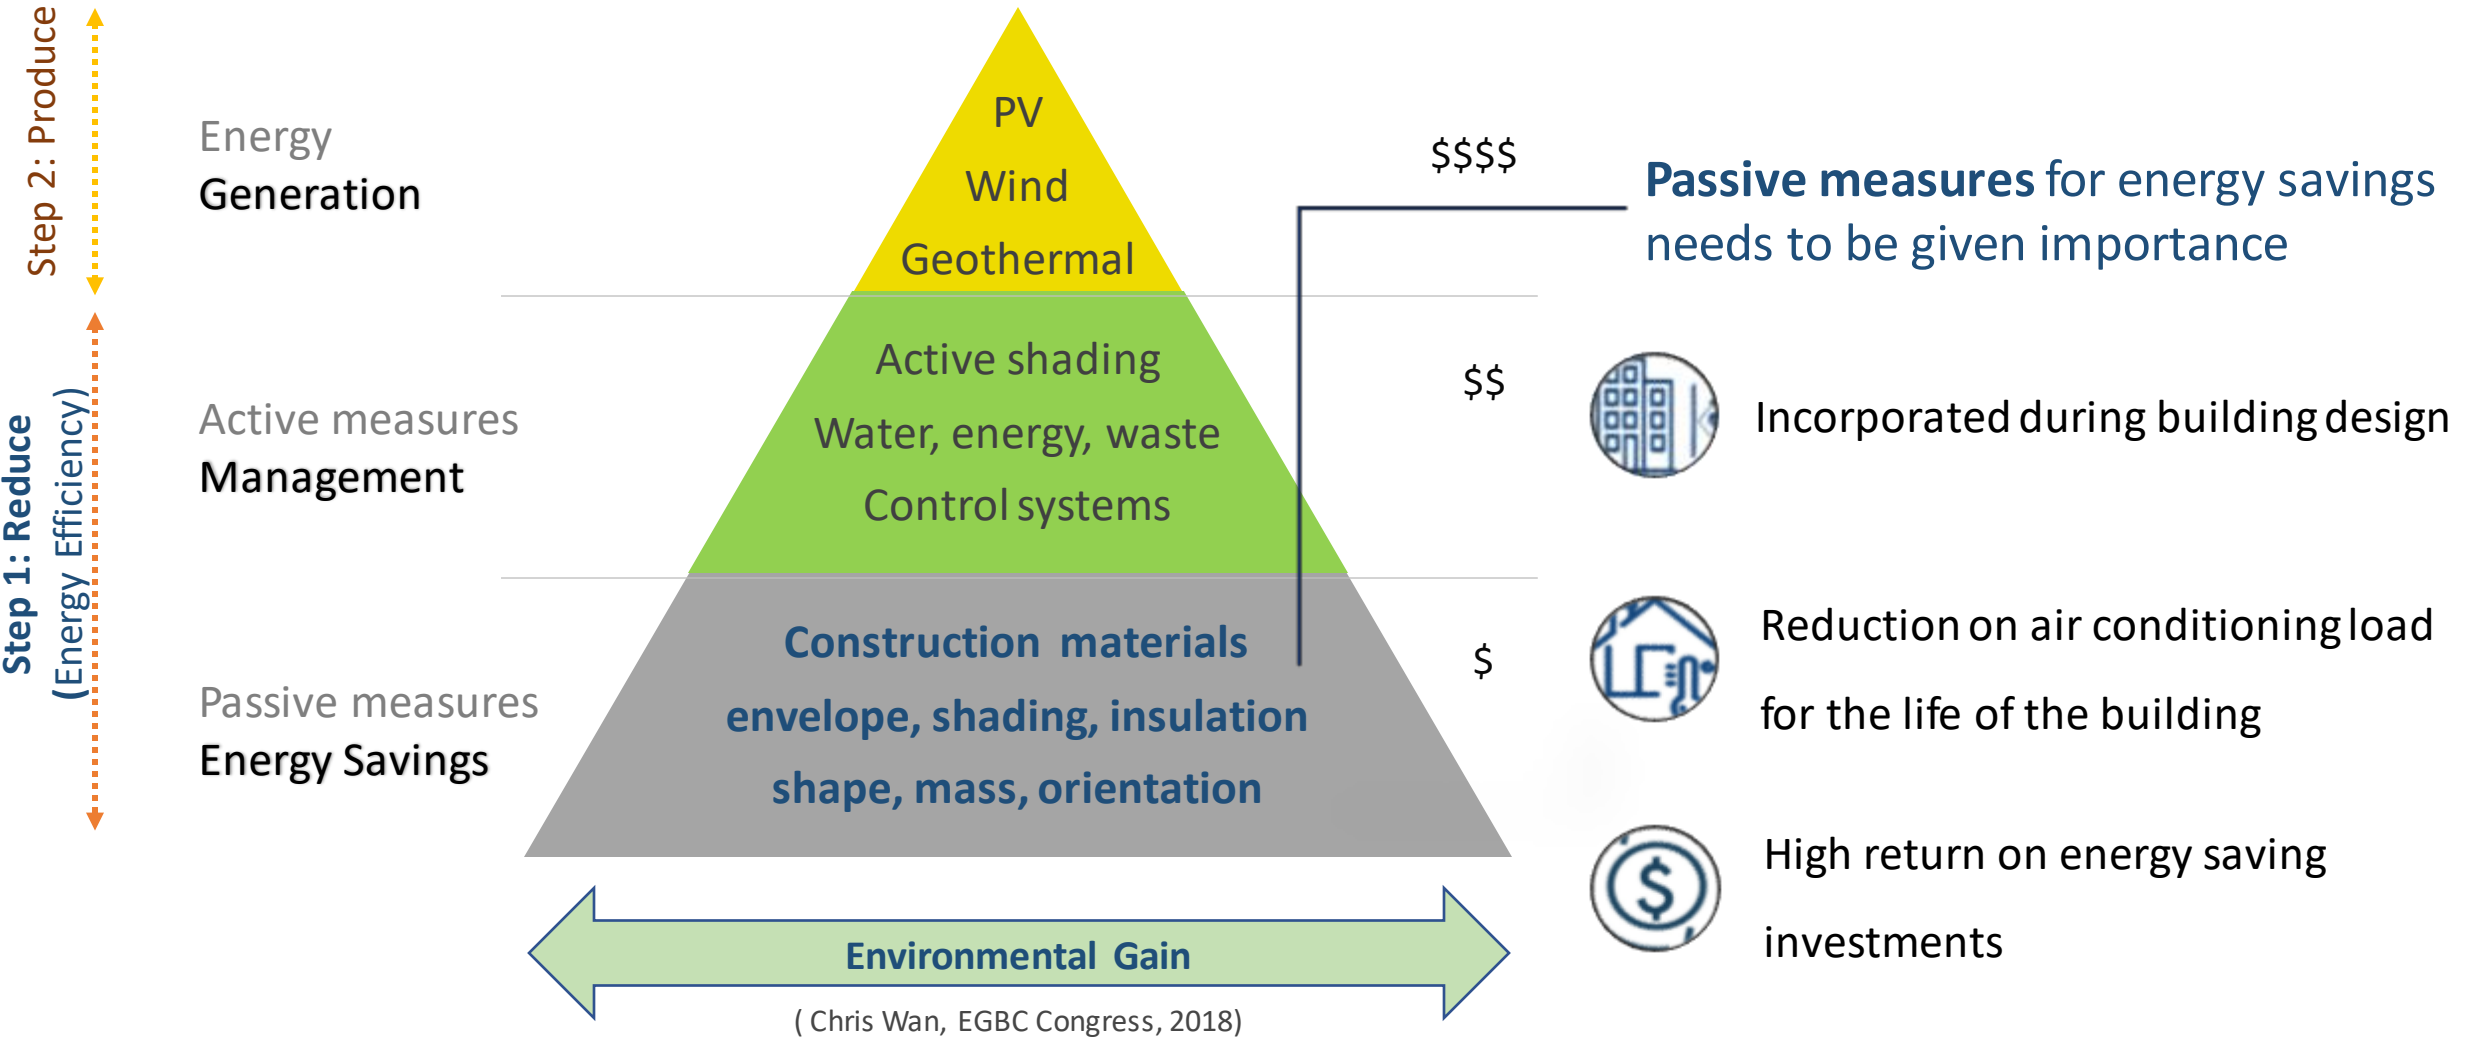 Step 2: Produce
Energy
Generation
PV
Wind
Geothermal
$$$$
Step 1: Reduce
(Energy Efficiency)
Active measures
Management
Active shading
Water, energy, waste
Control systems
$$
Passive measures
Energy Savings
Construction materials
envelope, shading, insulation
shape, mass, orientation
$
Environmental Gain
( Chris Wan, EGBC Congress, 2018)
Passive measures for energy savings
needs to be given importance
Incorporated during building design
Reduction on air conditioning load
for the life of the building
$
High return on energy saving
investments